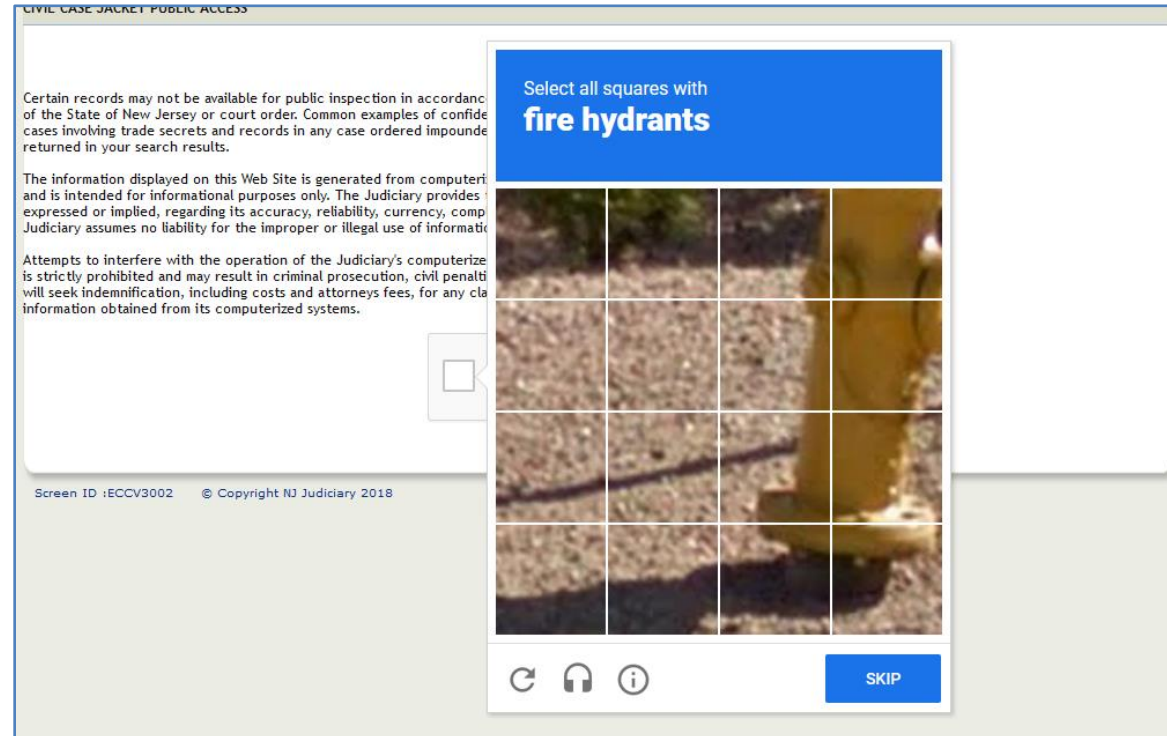 CIVIL CASE JACKET PUBLIC ACCESS
Certain records may not be available for public inspection in accordanc
of the State of New Jersey or court order. Common examples of confide
cases involving trade secrets and records in any case ordered impounde
returned in your search results.
The information displayed on this Web Site is generated from computeri
and is intended for informational purposes only. The Judiciary provides
expressed or implied, regarding its accuracy, reliability, currency, comp
Judiciary assumes no liability for the improper or illegal use of informati
Attempts to interfere with the operation of the Judiciary's computerize
is strictly prohibited and may result in criminal prosecution, civil penalti
will seek indemnification, including costs and attorneys fees, for any cla
information obtained from its computerized systems.
Select all squares with
fire hydrants
SKIP
Screen ID :ECCV3002 © Copyright NJ Judiciary 2018